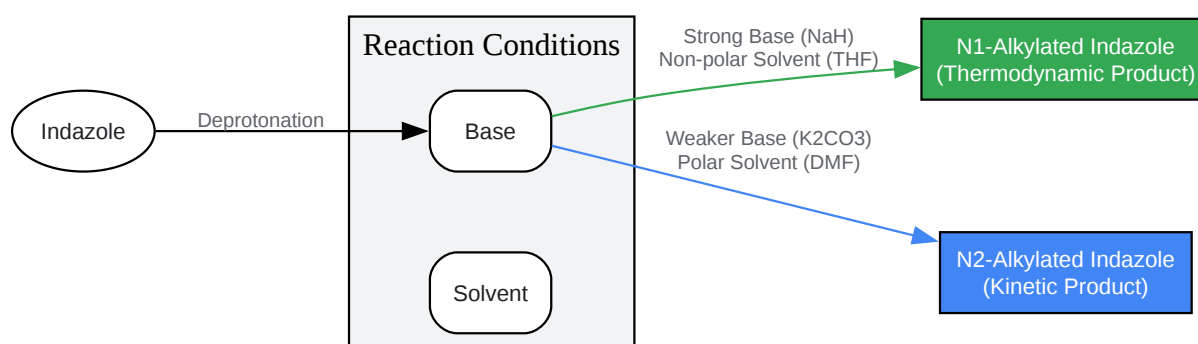 Reaction Conditions
Indazole
Deprotonation
Base
Solvent
Strong Base (NaH)
Non-polar Solvent (THF)
Weaker Base (K2CO3)
Polar Solvent (DMF)
N1-Alkylated Indazole
(Thermodynamic Product)
N2-Alkylated Indazole
(Kinetic Product)